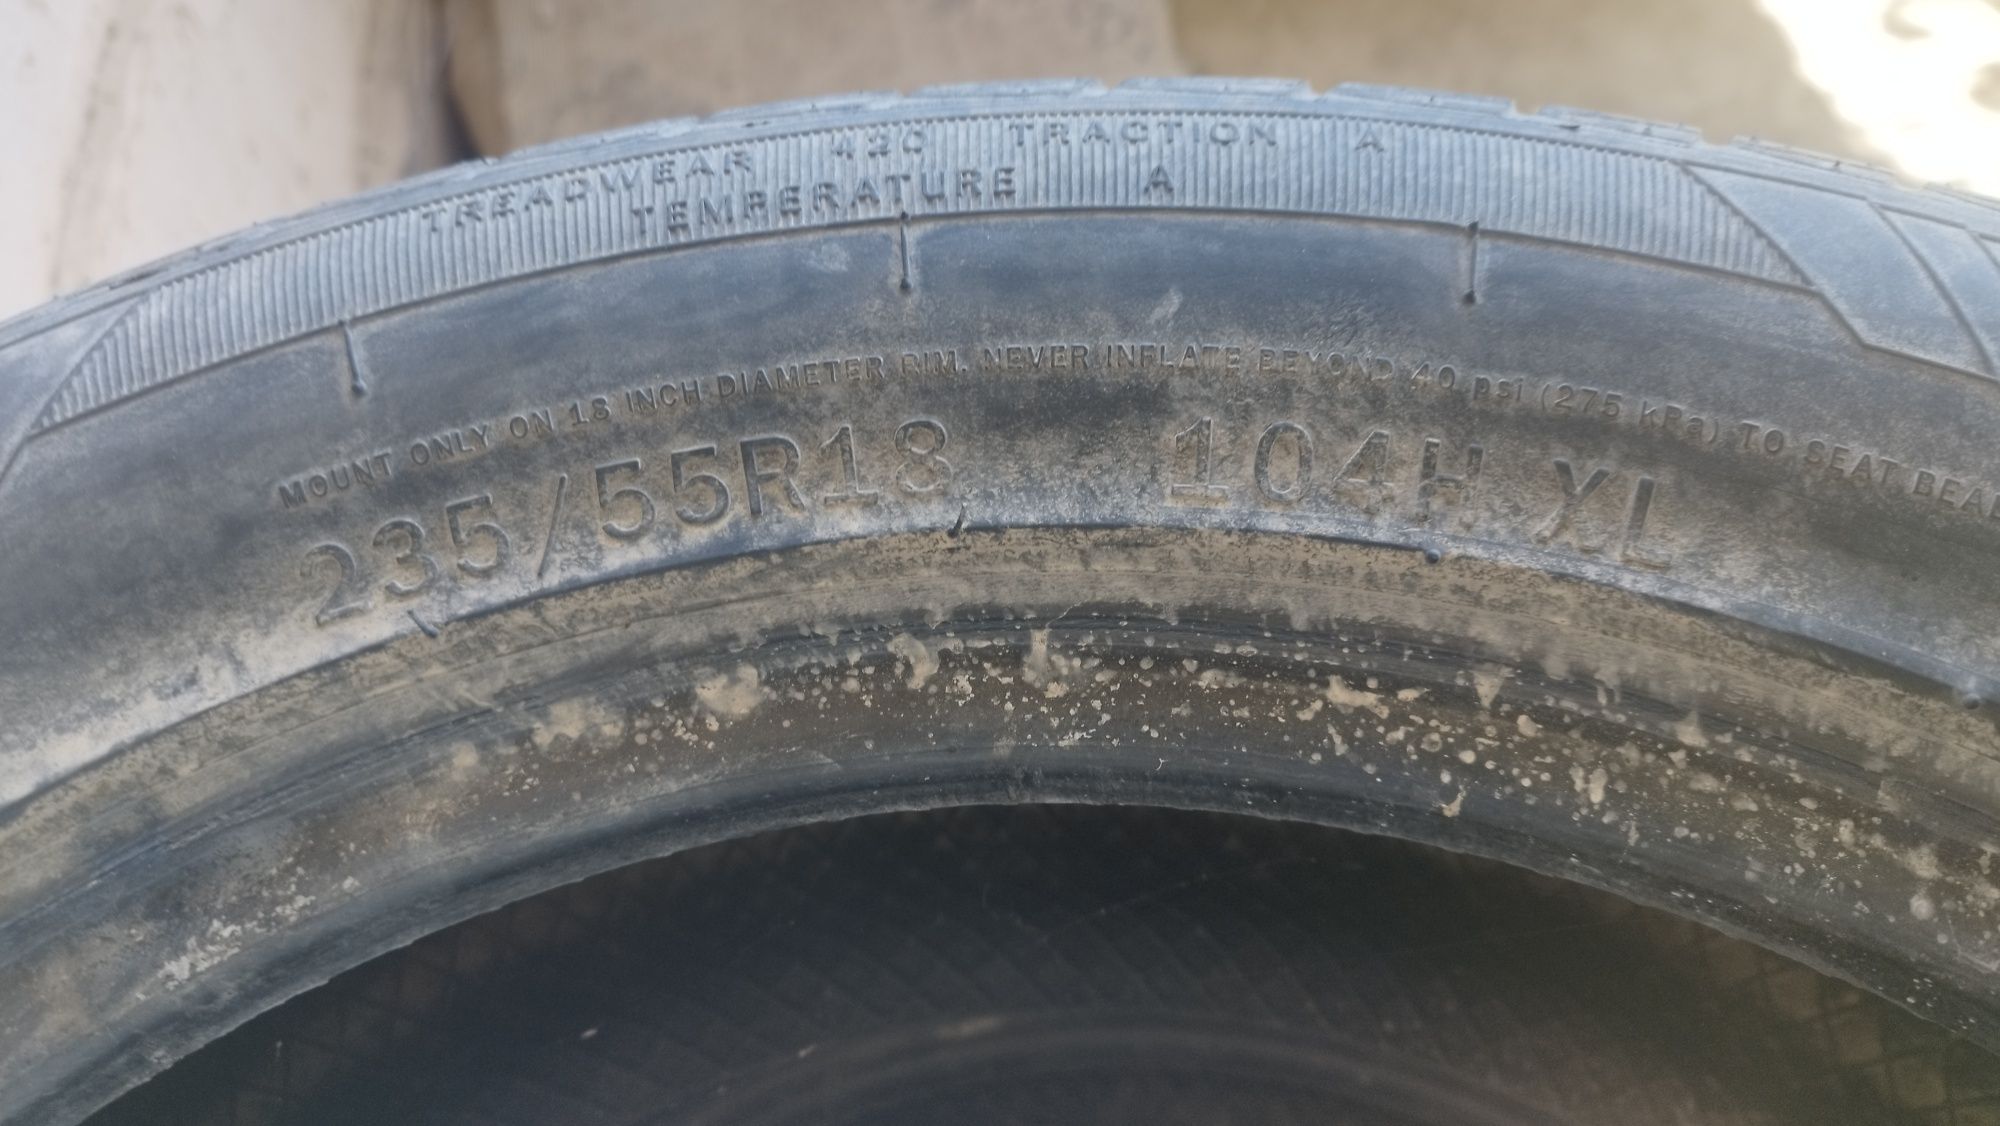 TREADWEAR 420 TRACTION A
TEMPERATURE A
MOUNT ONLY ON 18 INCH DIAMETER RIM. NEVER INFLATE BEYOND 40 psi (275 kPa) TO SEAT BEAD
235/55R18 104H XL